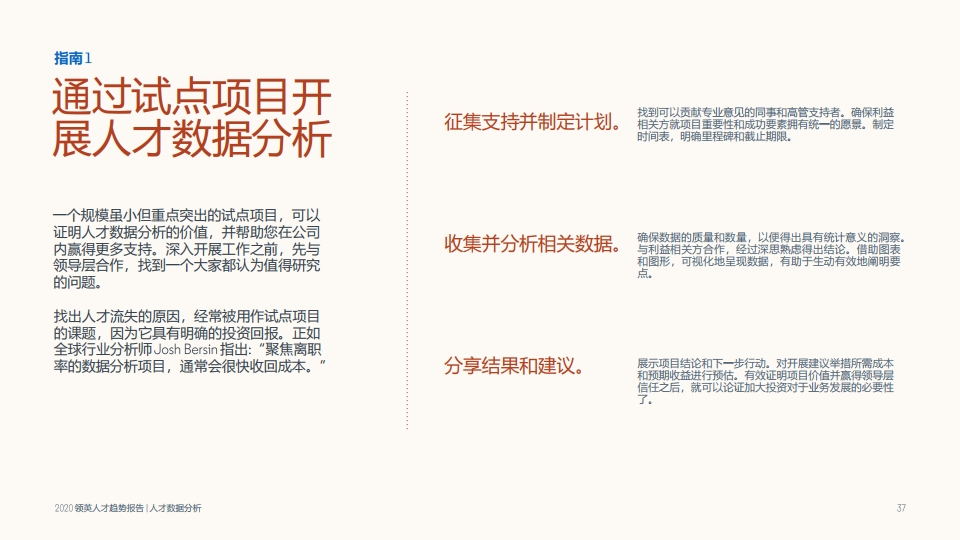 指南1
通过试点项目开
展人才数据分析
一个规模虽小但重点突出的试点项目，可以
证明人才数据分析的价值，并帮助您在公司
内赢得更多支持。深入开展工作之前，先与
领导层合作，找到一个大家都认为值得研究
的问题。
找出人才流失的原因，经常被用作试点项目
的课题，因为它具有明确的投资回报。正如
全球行业分析师 Josh Bersin 指出:“聚焦离职
率的数据分析项目，通常会很快收回成本。”
征集支持并制定计划。
找到可以贡献专业意见的同事和高管支持者。确保利益
相关方就项目重要性和成功要素拥有统一的愿景。制定
时间表，明确里程碑和截止期限。
收集并分析相关数据。
确保数据的质量和数量，以便得出具有统计意义的洞察。
与利益相关方合作，经过深思熟虑得出结论。借助图表
和图形，可视化地呈现数据，有助于生动有效地阐明要
点。
分享结果和建议。
展示项目结论和下一步行动。对开展建议举措所需成本
和预期收益进行预估。有效证明项目价值并赢得领导层
信任之后，就可以论证加大投资对于业务发展的必要性
了。
2020 领英人才趋势报告 | 人才数据分析
37